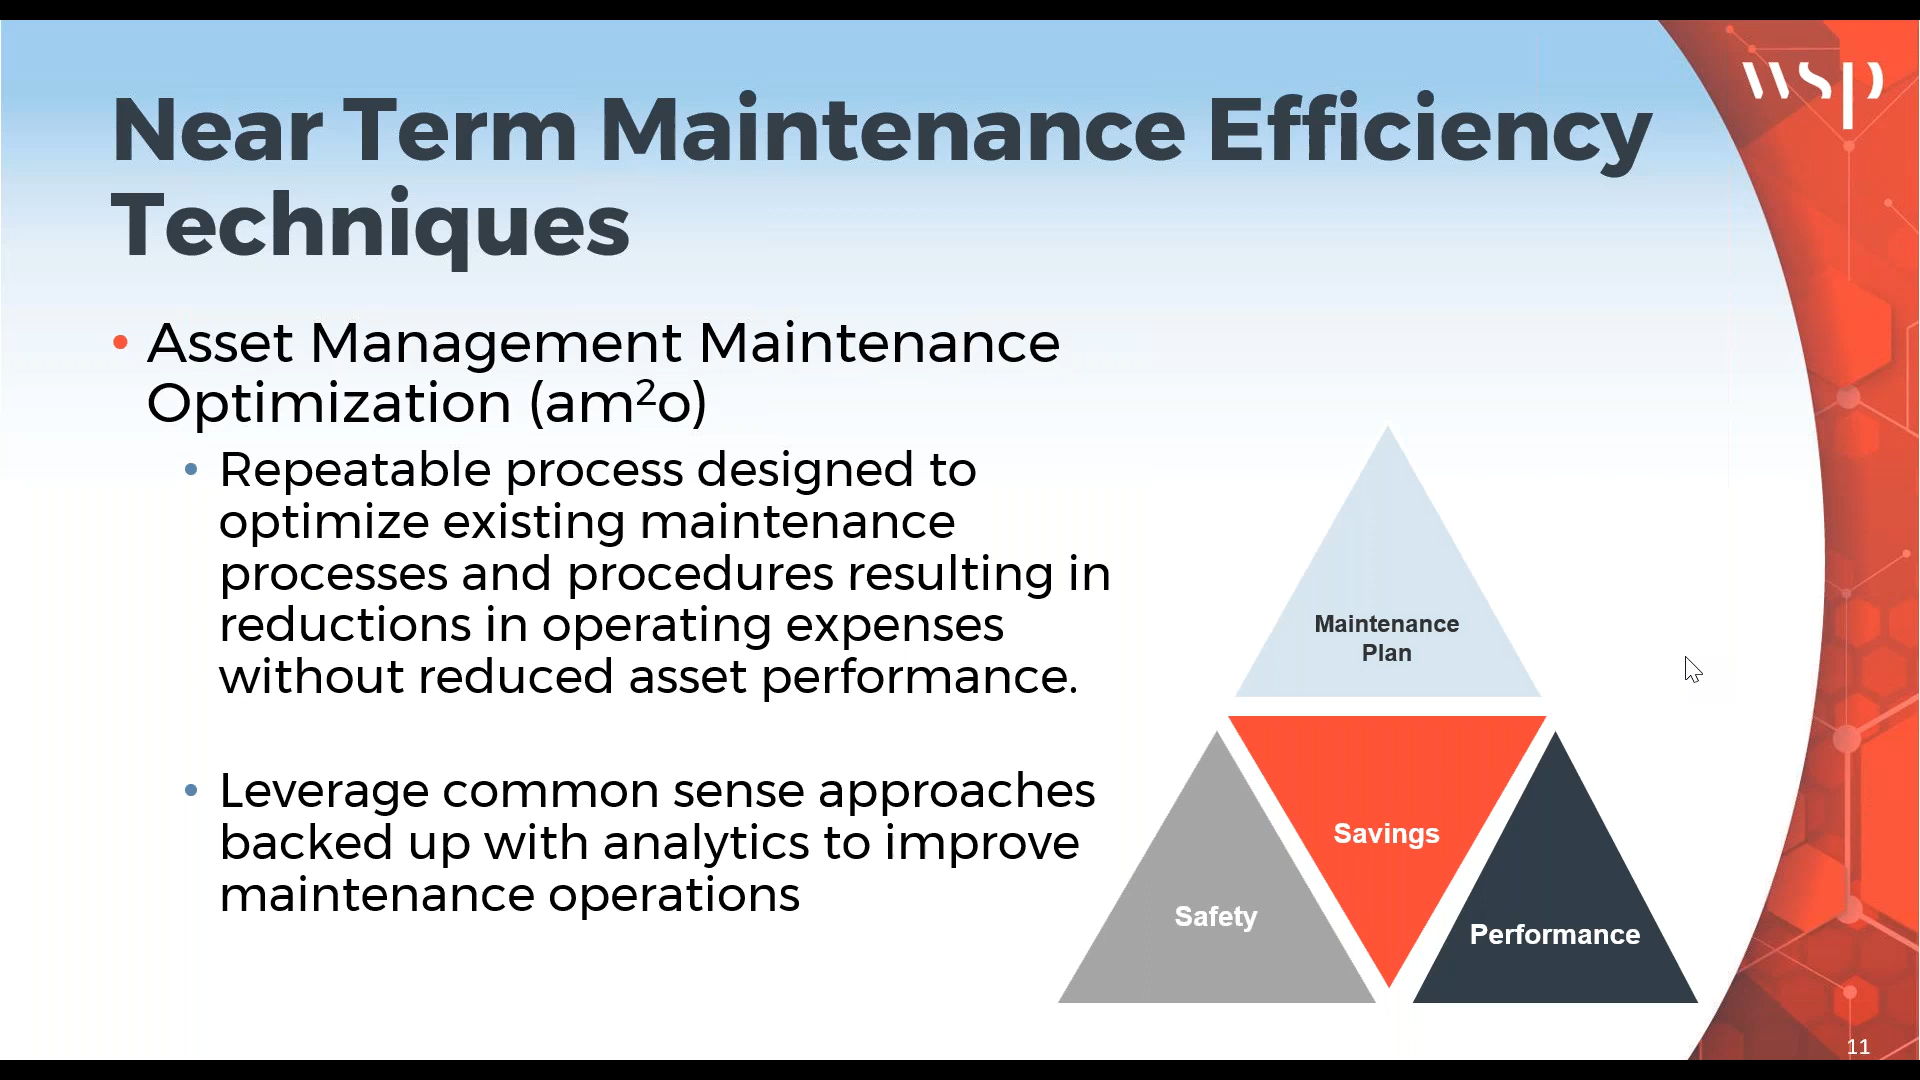 wsp
Near Term Maintenance Efficiency
Techniques
• Asset Management Maintenance
Optimization (am²o)
• Repeatable process designed to
optimize existing maintenance
processes and procedures resulting in
reductions in operating expenses
without reduced asset performance.
• Leverage common sense approaches
backed up with analytics to improve
maintenance operations
Maintenance
Plan
Savings
Safety
Performance
11